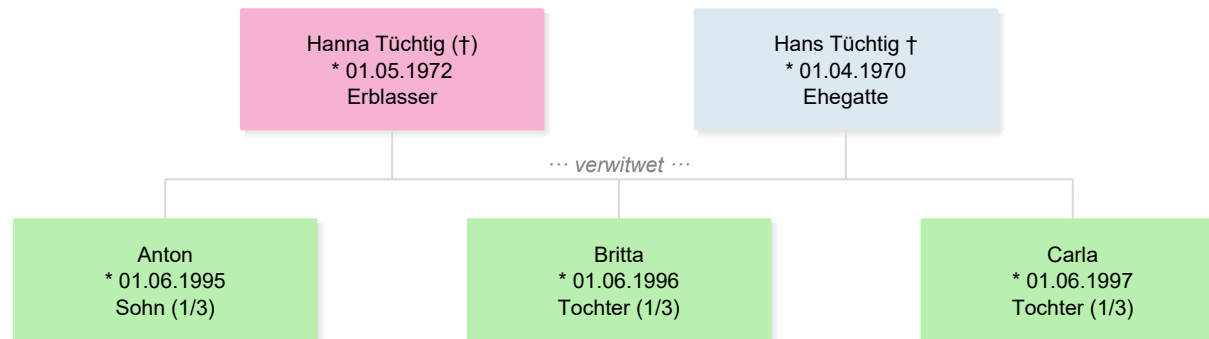 Hanna Tüchtig (†)
* 01.05.1972
Erblasser
Hans Tüchtig †
* 01.04.1970
Ehegatte
··· verwitwet ···
Anton
* 01.06.1995
Sohn (1/3)
Britta
* 01.06.1996
Tochter (1/3)
Carla
* 01.06.1997
Tochter (1/3)